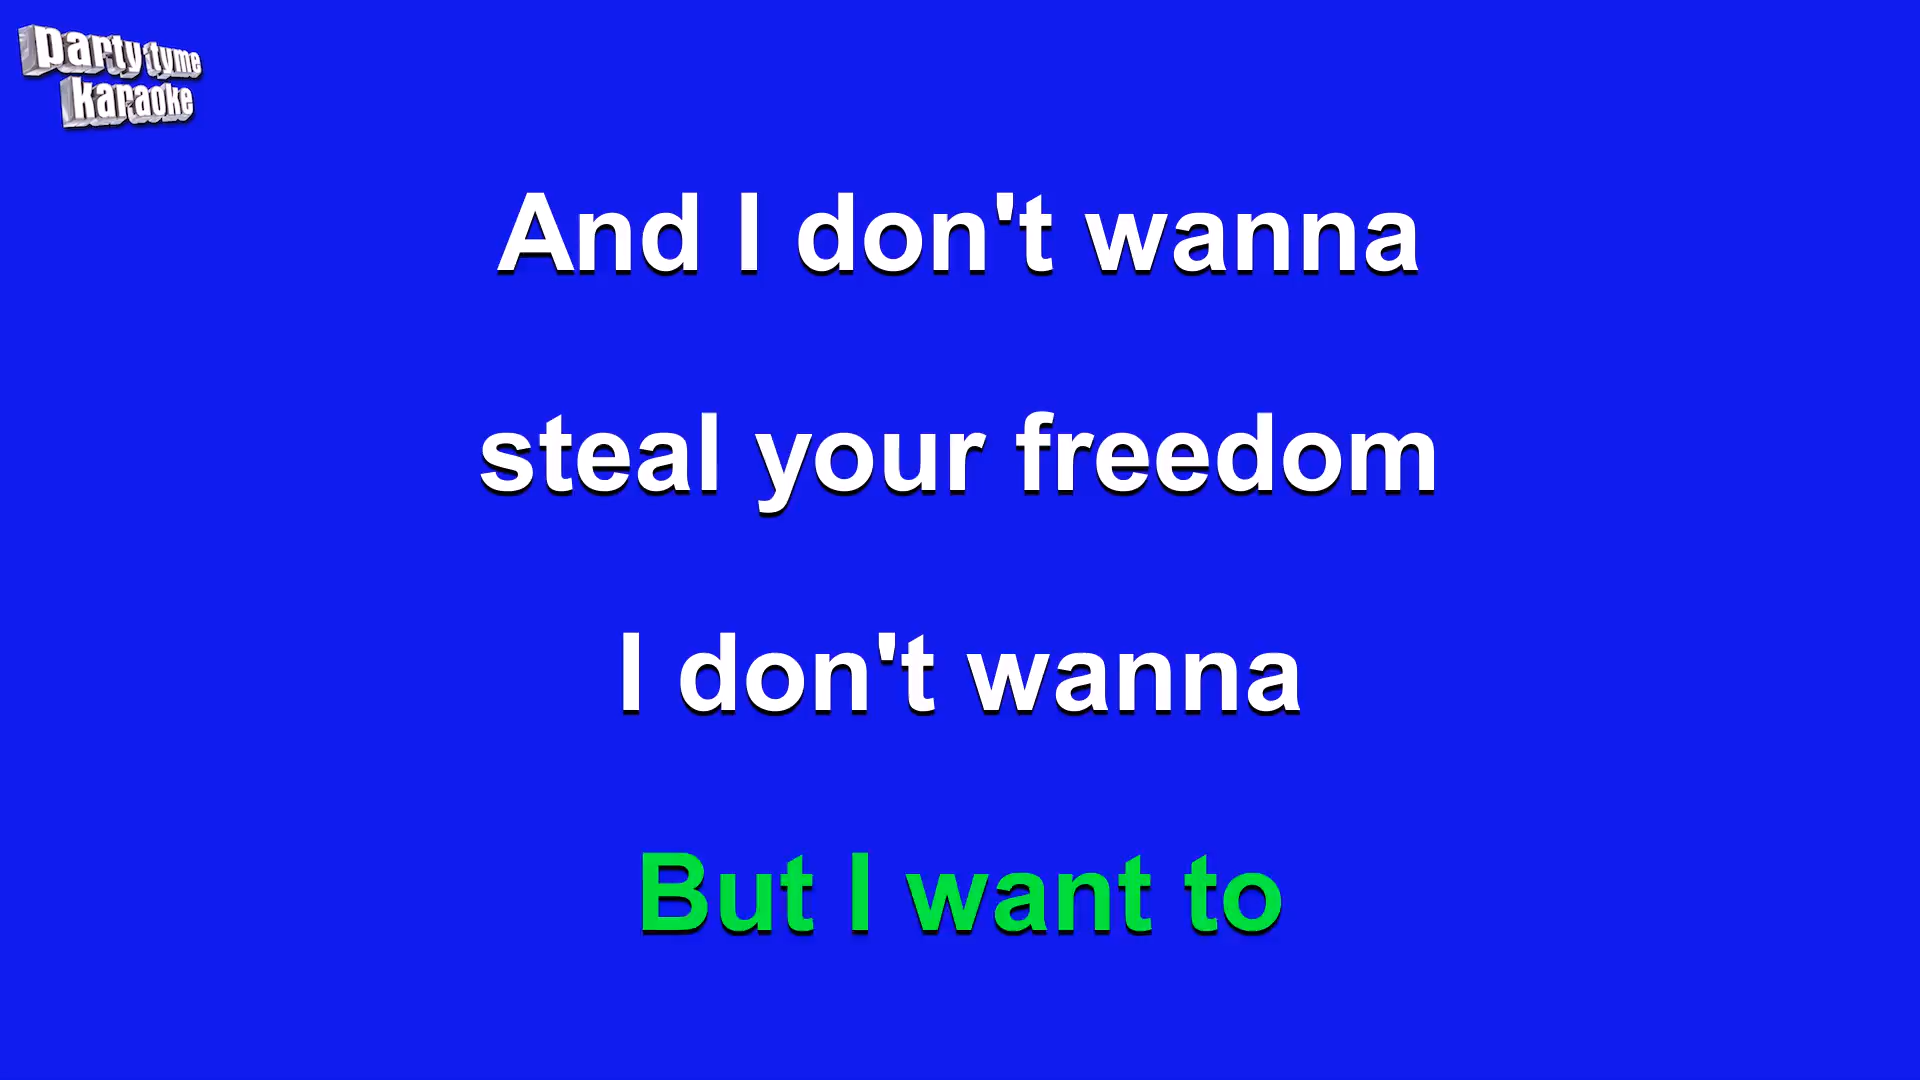 party tyme
karaoke
And I don't wanna
steal your freedom
I don't wanna
But I want to